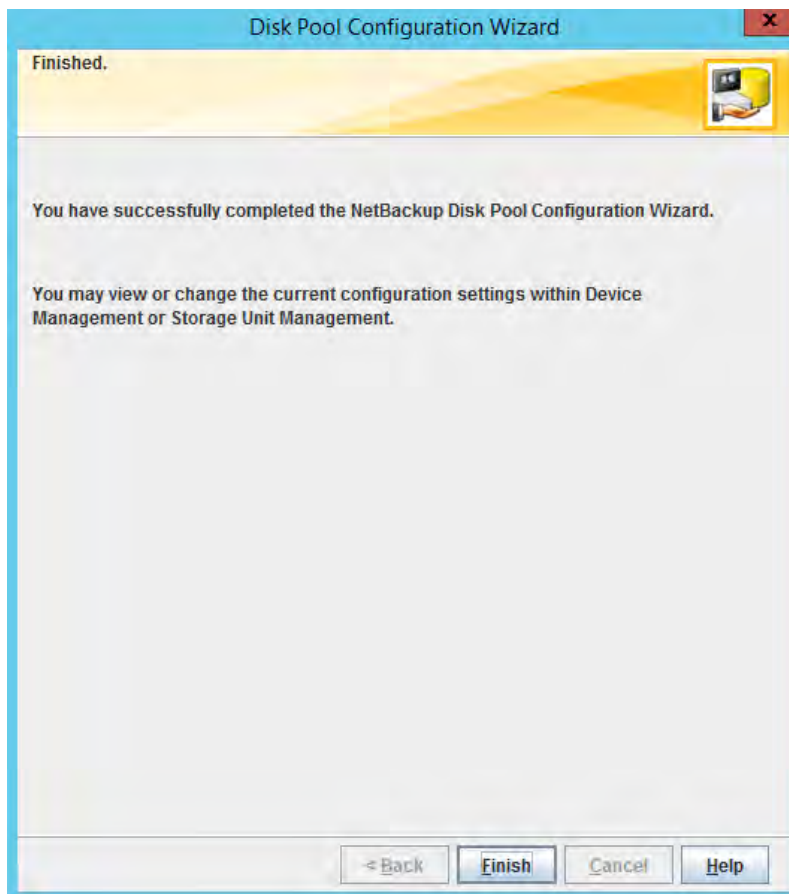 Disk Pool Configuration Wizard
x
Finished.
You have successfully completed the NetBackup Disk Pool Configuration Wizard.
You may view or change the current configuration settings within Device
Management or Storage Unit Management.
< Back Finish Cancel Help